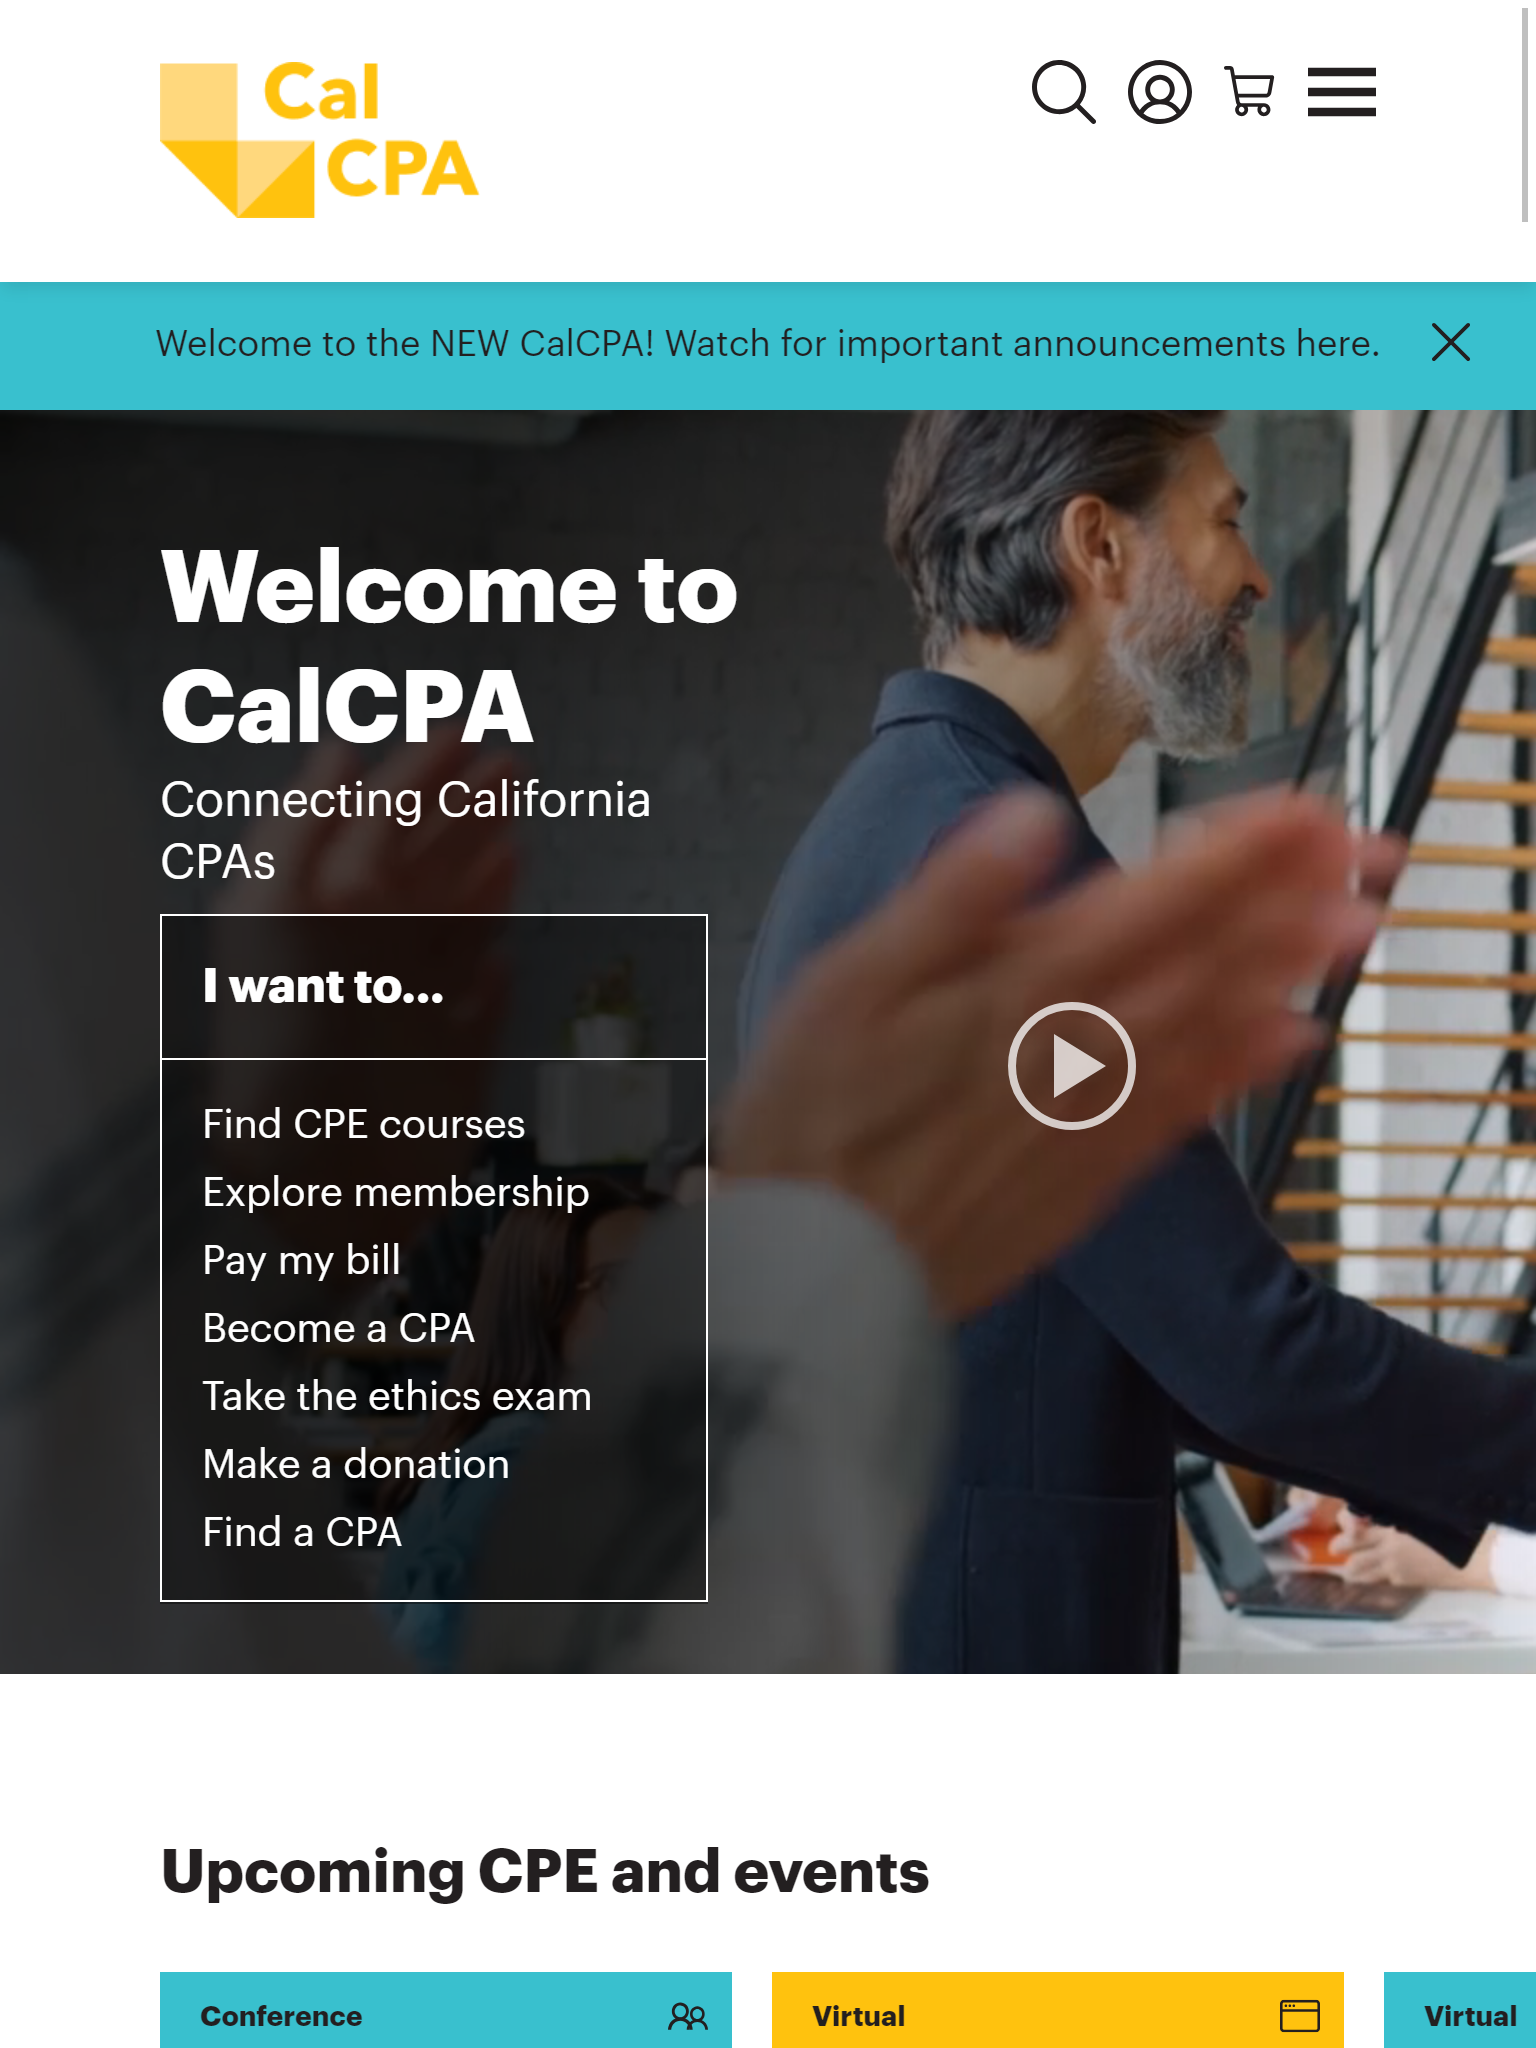 Cal
CPA
Welcome to the NEW CalCPA! Watch for important announcements here.
Welcome to
CalCPA
Connecting California
CPAs
I want to...
Find CPE courses
Explore membership
Pay my bill
Become a CPA
Take the ethics exam
Make a donation
Find a CPA
Upcoming CPE and events
Conference
Virtual
Virtual